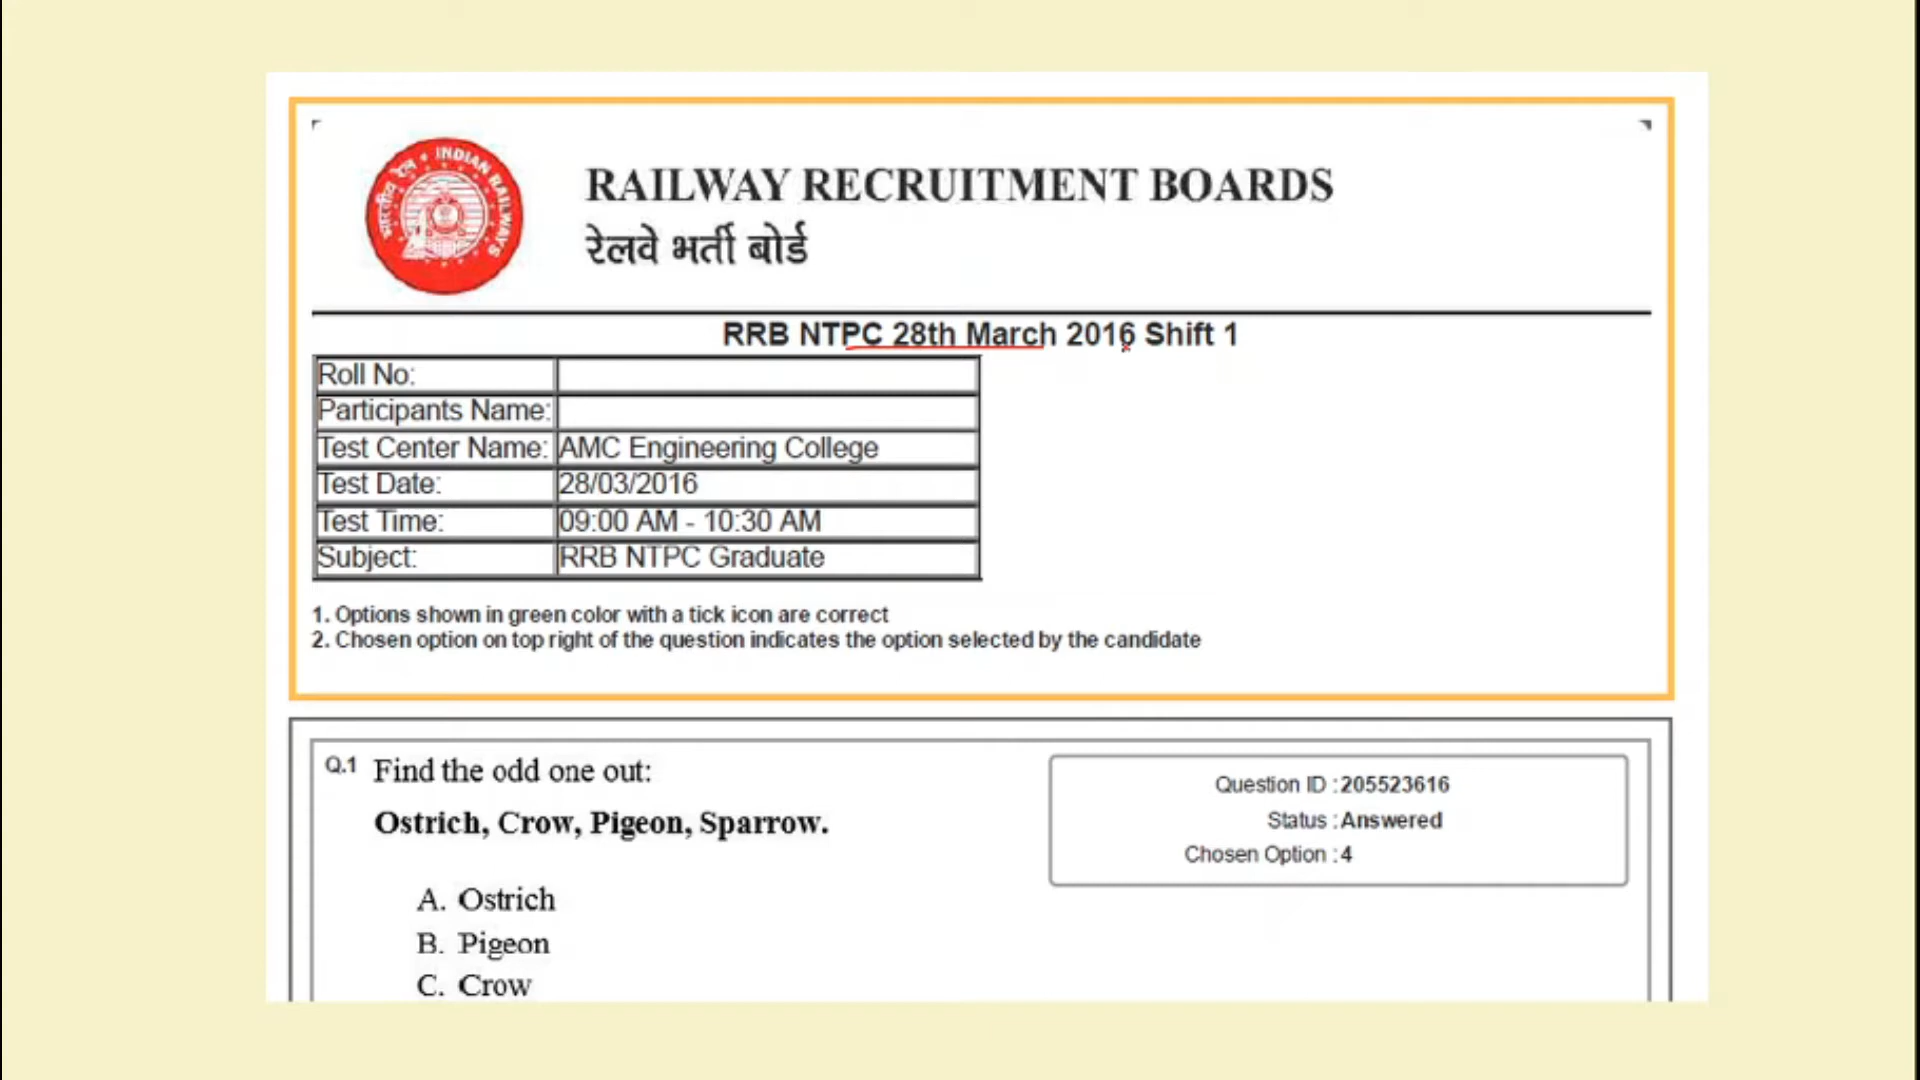 भारतीय रेल INDIAN RAILWAYS
RAILWAY RECRUITMENT BOARDS
रेलवे भर्ती बोर्ड
RRB NTPC 28th March 2016 Shift 1
Roll No:
Participants Name:
Test Center Name: AMC Engineering College
Test Date: 28/03/2016
Test Time: 09:00 AM - 10:30 AM
Subject: RRB NTPC Graduate
1. Options shown in green color with a tick icon are correct
2. Chosen option on top right of the question indicates the option selected by the candidate
Q.1 Find the odd one out:
Ostrich, Crow, Pigeon, Sparrow.
A. Ostrich
B. Pigeon
C. Crow
Question ID : 205523616
Status : Answered
Chosen Option : 4